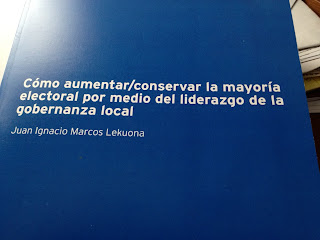 Cómo aumentar/conservar la mayoría
electoral por medio del liderazgo de la
gobernanza local
Juan Ignacio Marcos Lekuona